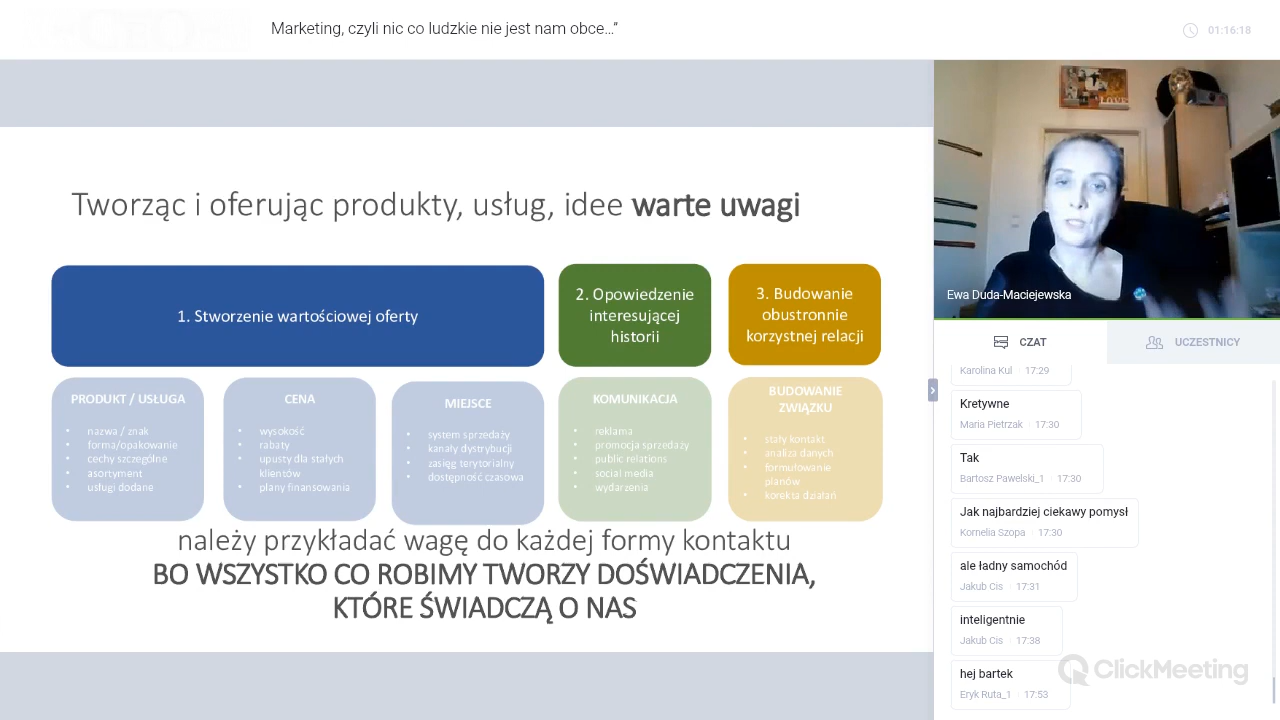 Marketing, czyli nic co ludzkie nie jest nam obce..."
01:16:18
Tworząc i oferując produkty, usług, idee warte uwagi
1. Stworzenie wartościowej oferty
2. Opowiedzenie
interesującej
historii
3. Budowanie
obustronnie
korzystnej relacji
PRODUKT / USŁUGA
• nazwa / znak
• forma/opakowanie
• cechy szczególne
• asortyment
• usługi dodane
CENA
• wysokość
• rabaty
• upusty dla stałych
klientów
• plany finansowania
MIEJSCE
• system sprzedaży
• kanały dystrybucji
• zasięg terytorialny
• dostępność czasowa
KOMUNIKACJA
• reklama
• promocja sprzedaży
• public relations
• social media
• wydarzenia
BUDOWANIE
ZWIĄZKU
• stały kontakt
• analiza danych
• formułowanie
planów
• korekta działań
należy przykładać wagę do każdej formy kontaktu
BO WSZYSTKO CO ROBIMY TWORZY DOŚWIADCZENIA,
KTÓRE ŚWIADCZĄ O NAS
LOVE
Ewa Duda-Maciejewska
CZAT
UCZESTNICY
Karolina Kul 17:29
Kretywne
Maria Pietrzak 17:30
Tak
Bartosz Pawelski_1 17:30
Jak najbardziej ciekawy pomysł
Kornelia Szopa 17:30
ale ładny samochód
Jakub Cis 17:31
inteligentnie
Jakub Cis 17:38
hej bartek
Eryk Ruta_1 17:53
ClickMeeting